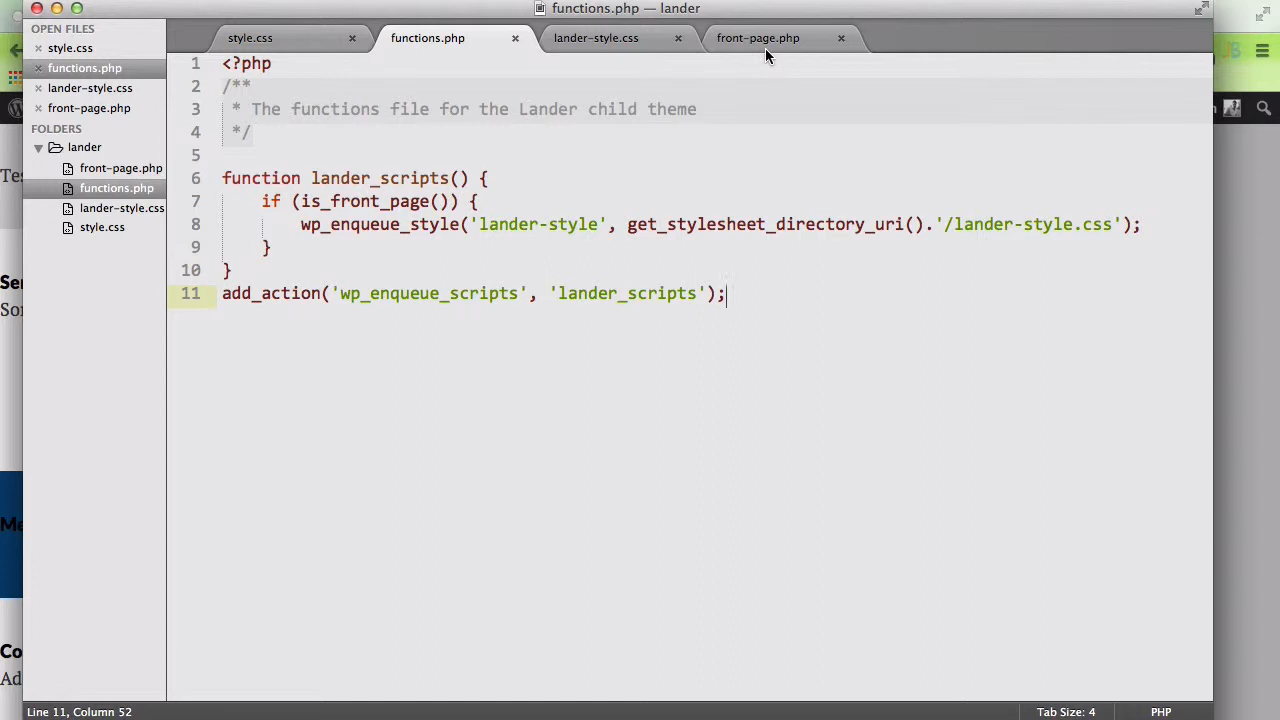 functions.php — lander
OPEN FILES
style.css
functions.php
lander-style.css
front-page.php
FOLDERS
lander
front-page.php
functions.php
lander-style.css
style.css
style.css
functions.php
lander-style.css
front-page.php
1 <?php
2 /**
3 * The functions file for the Lander child theme
4 */
5
6 function lander_scripts() {
7 if (is_front_page()) {
8 wp_enqueue_style('lander-style', get_stylesheet_directory_uri().'/lander-style.css');
9 }
10 }
11 add_action('wp_enqueue_scripts', 'lander_scripts');
Line 11, Column 52
Tab Size: 4
PHP